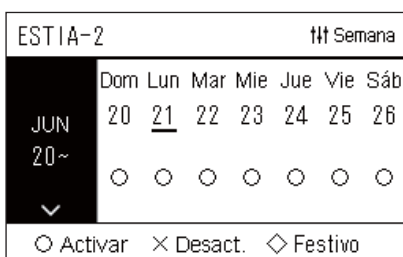 ESTIA-2 Semana
Dom Lun Mar Mie Jue Vie Sáb
JUN 20 21 22 23 24 25 26
20~
○ Activar × Desact. ◇ Festivo